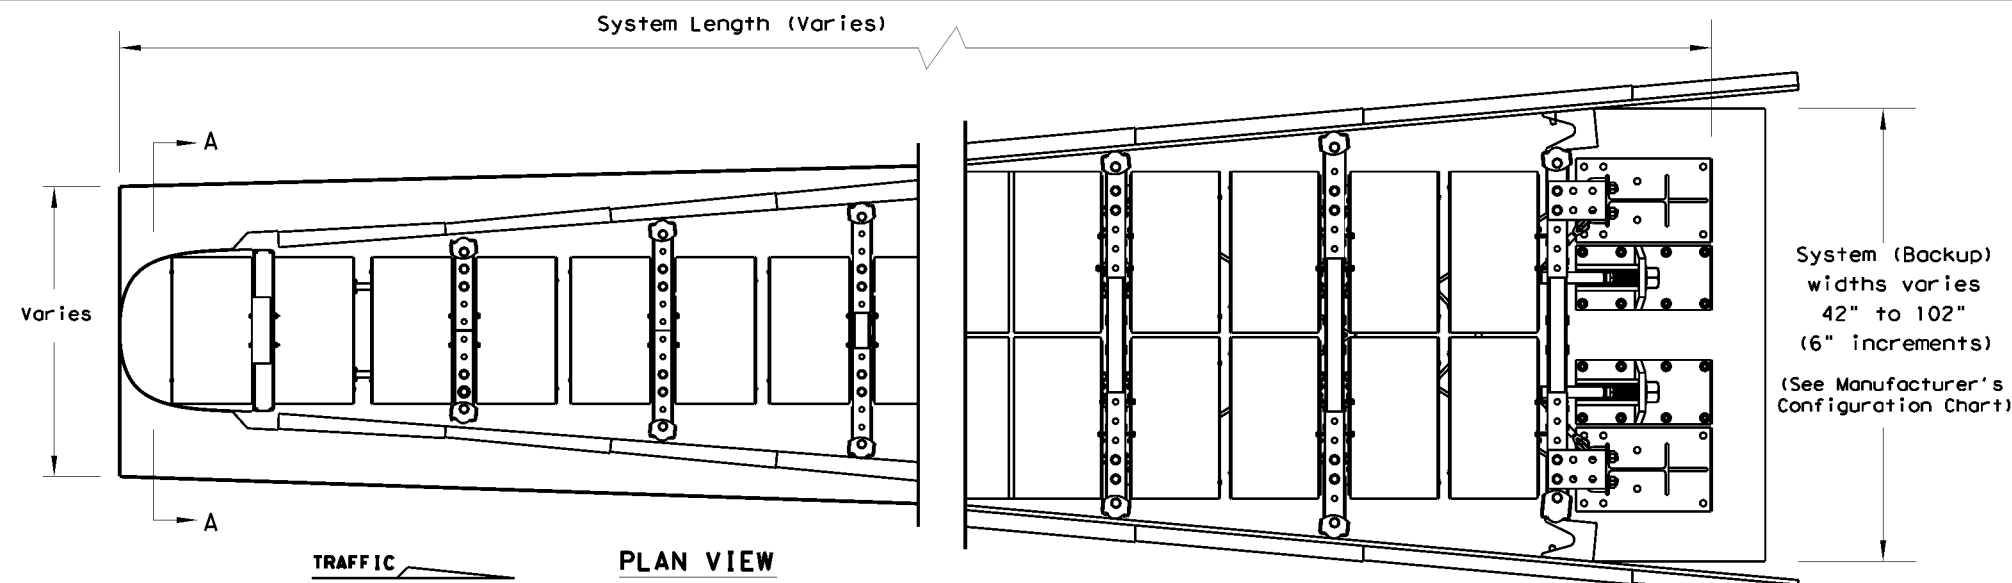 System Length (Varies)
A
Varies
System (Backup)
widths varies
42" to 102"
(6" increments)
(See Manufacturer's
Configuration Chart)
A
TRAFFIC
PLAN VIEW